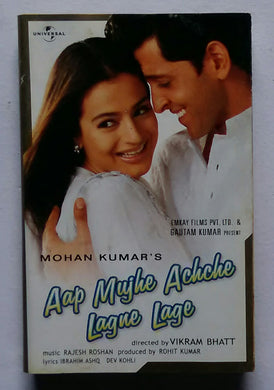 UNIVERSAL
EMKAY FILMS PVT. LTD. &
GAUTAM KUMAR PRESENT
MOHAN KUMAR'S
Aap Mujhe Achche
Lagne Lage
directed by VIKRAM BHATT
music RAJESH ROSHAN produced by ROHIT KUMAR
lyrics IBRAHIM ASHQ DEV KOHLI